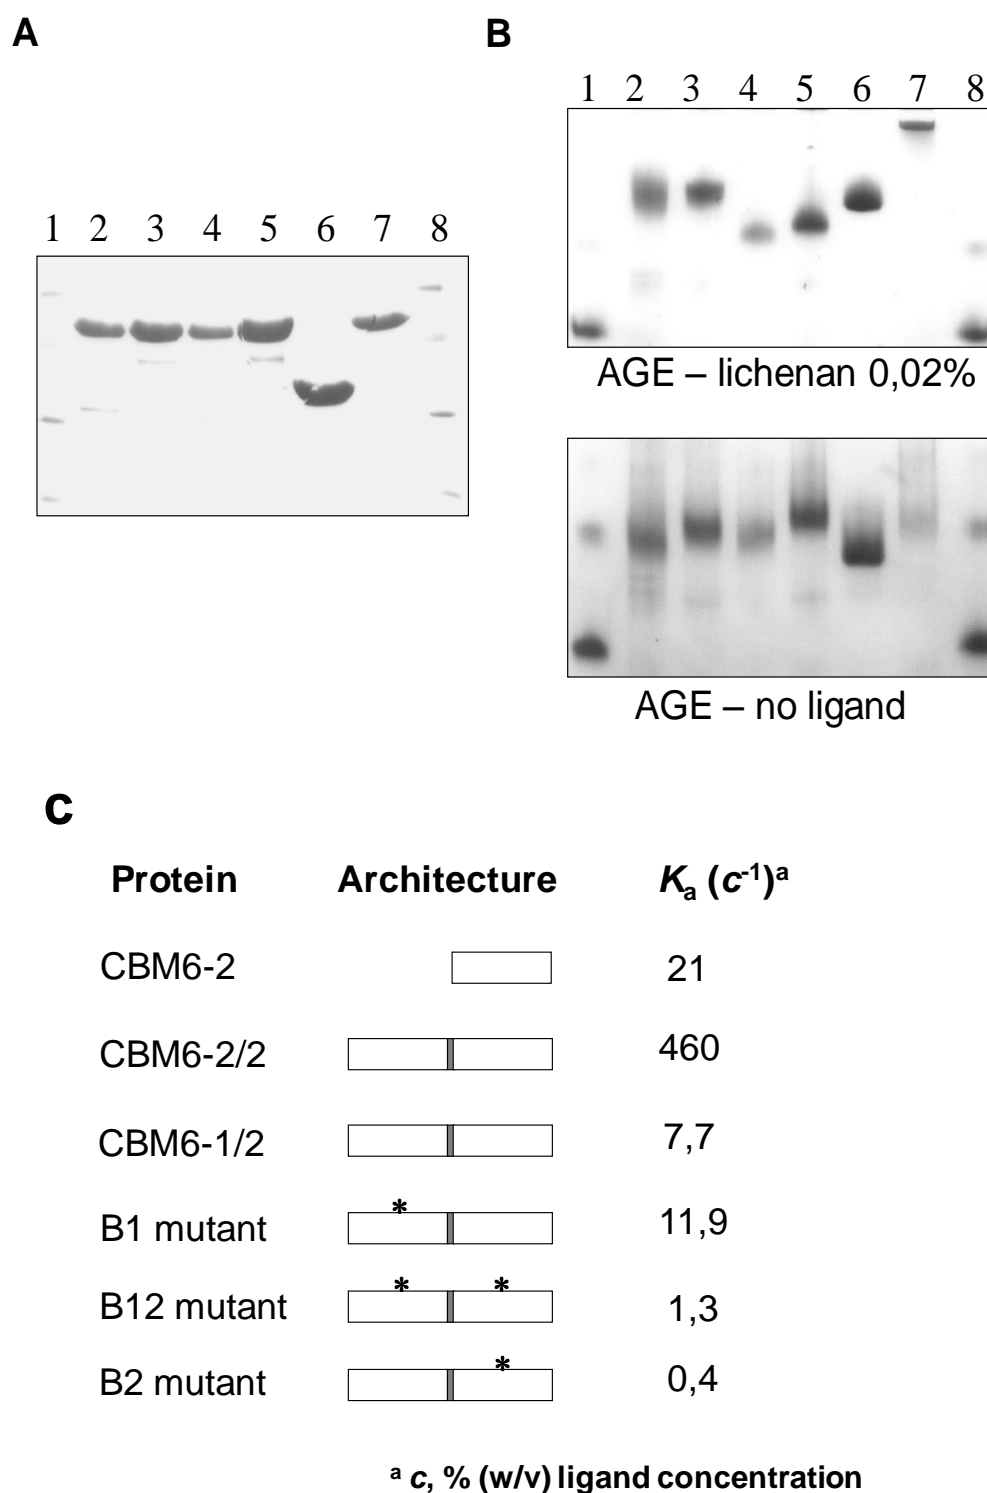 A
1 2 3 4 5 6 7 8
B
1 2 3 4 5 6 7 8
AGE – lichenan 0,02%
AGE – no ligand
C
Protein Architecture Ka (c-1)a
CBM6-2 21
CBM6-2/2 460
CBM6-1/2 7,7
*
B1 mutant 11,9
* *
B12 mutant 1,3
*
B2 mutant 0,4
a c, % (w/v) ligand concentration